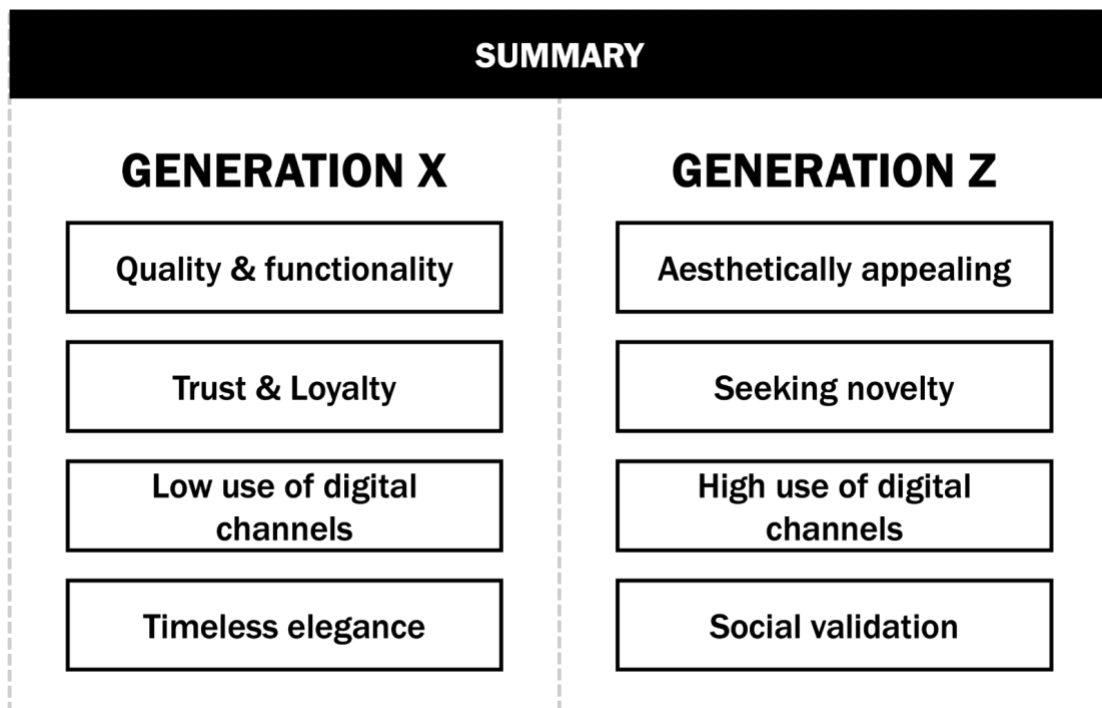 SUMMARY
GENERATION X
Quality & functionality
Trust & Loyalty
Low use of digital
channels
Timeless elegance
GENERATION Z
Aesthetically appealing
Seeking novelty
High use of digital
channels
Social validation